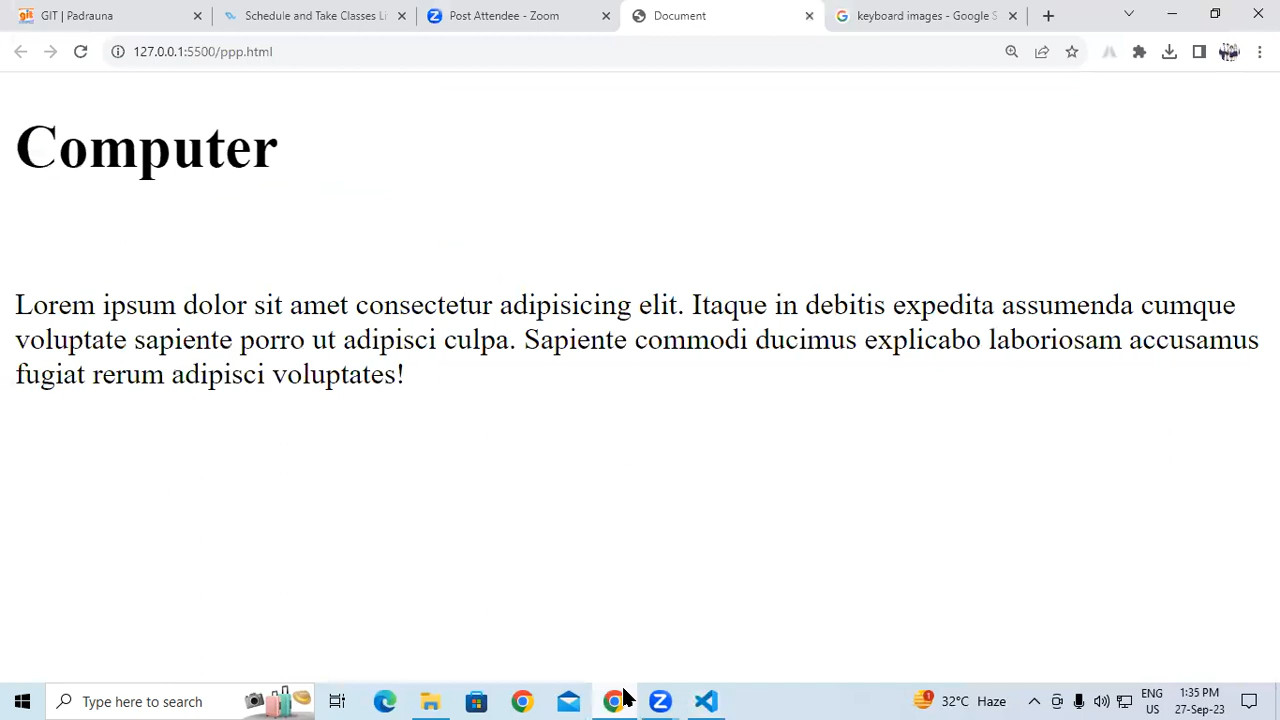 GIT | Padrauna
Schedule and Take Classes Li
Post Attendee - Zoom
Document
keyboard images - Google S
127.0.0.1:5500/ppp.html
Computer
Lorem ipsum dolor sit amet consectetur adipisicing elit. Itaque in debitis expedita assumenda cumque
voluptate sapiente porro ut adipisci culpa. Sapiente commodi ducimus explicabo laboriosam accusamus
fugiat rerum adipisci voluptates!
Type here to search
1
32°C Haze
ENG
US
1:35 PM
27-Sep-23